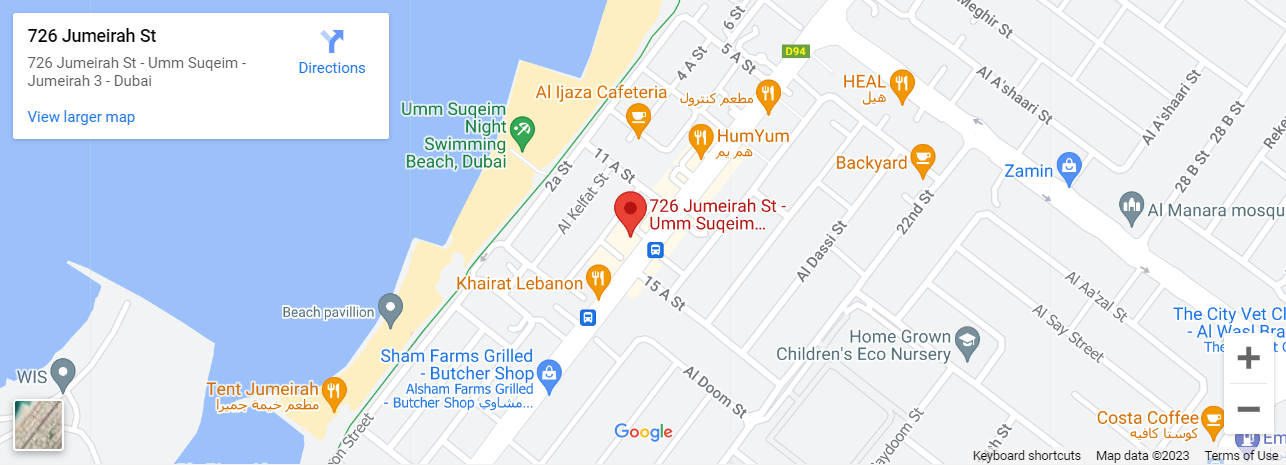 726 Jumeirah St
726 Jumeirah St - Umm Suqeim -
Jumeirah 3 - Dubai
Directions
View larger map
Meghir St
6 St
D94
5 A St
4 A St
HEAL
هيل
Al A'shaari St
Al A'shaari St
28 B St
28 B St
Al Ijaza Cafeteria
مطعم كنترول
Umm Suqeim
Night
Swimming
Beach, Dubai
HumYum
هم يم
Backyard
Zamin
11 A St
2a St
Al Kelfat St
22nd St
Al Manara mosqu
726 Jumeirah St -
Umm Suqeim...
Al Dassi St
Khairat Lebanon
15 A St
Al Aa'zal St
Al Say Street
Beach pavillion
The City Vet Cl
- Al Wasl Bra
Home Grown
Children's Eco Nursery
Sham Farms Grilled
- Butcher Shop
Alsham Farms Grilled
- Butcher Shop مشاوي...
Al Doom St
WIS
Tent Jumeirah
مطعم خيمة جميرا
Costa Coffee
كوستا كافيه
Google
Keyboard shortcuts
Map data ©2023
Terms of Use